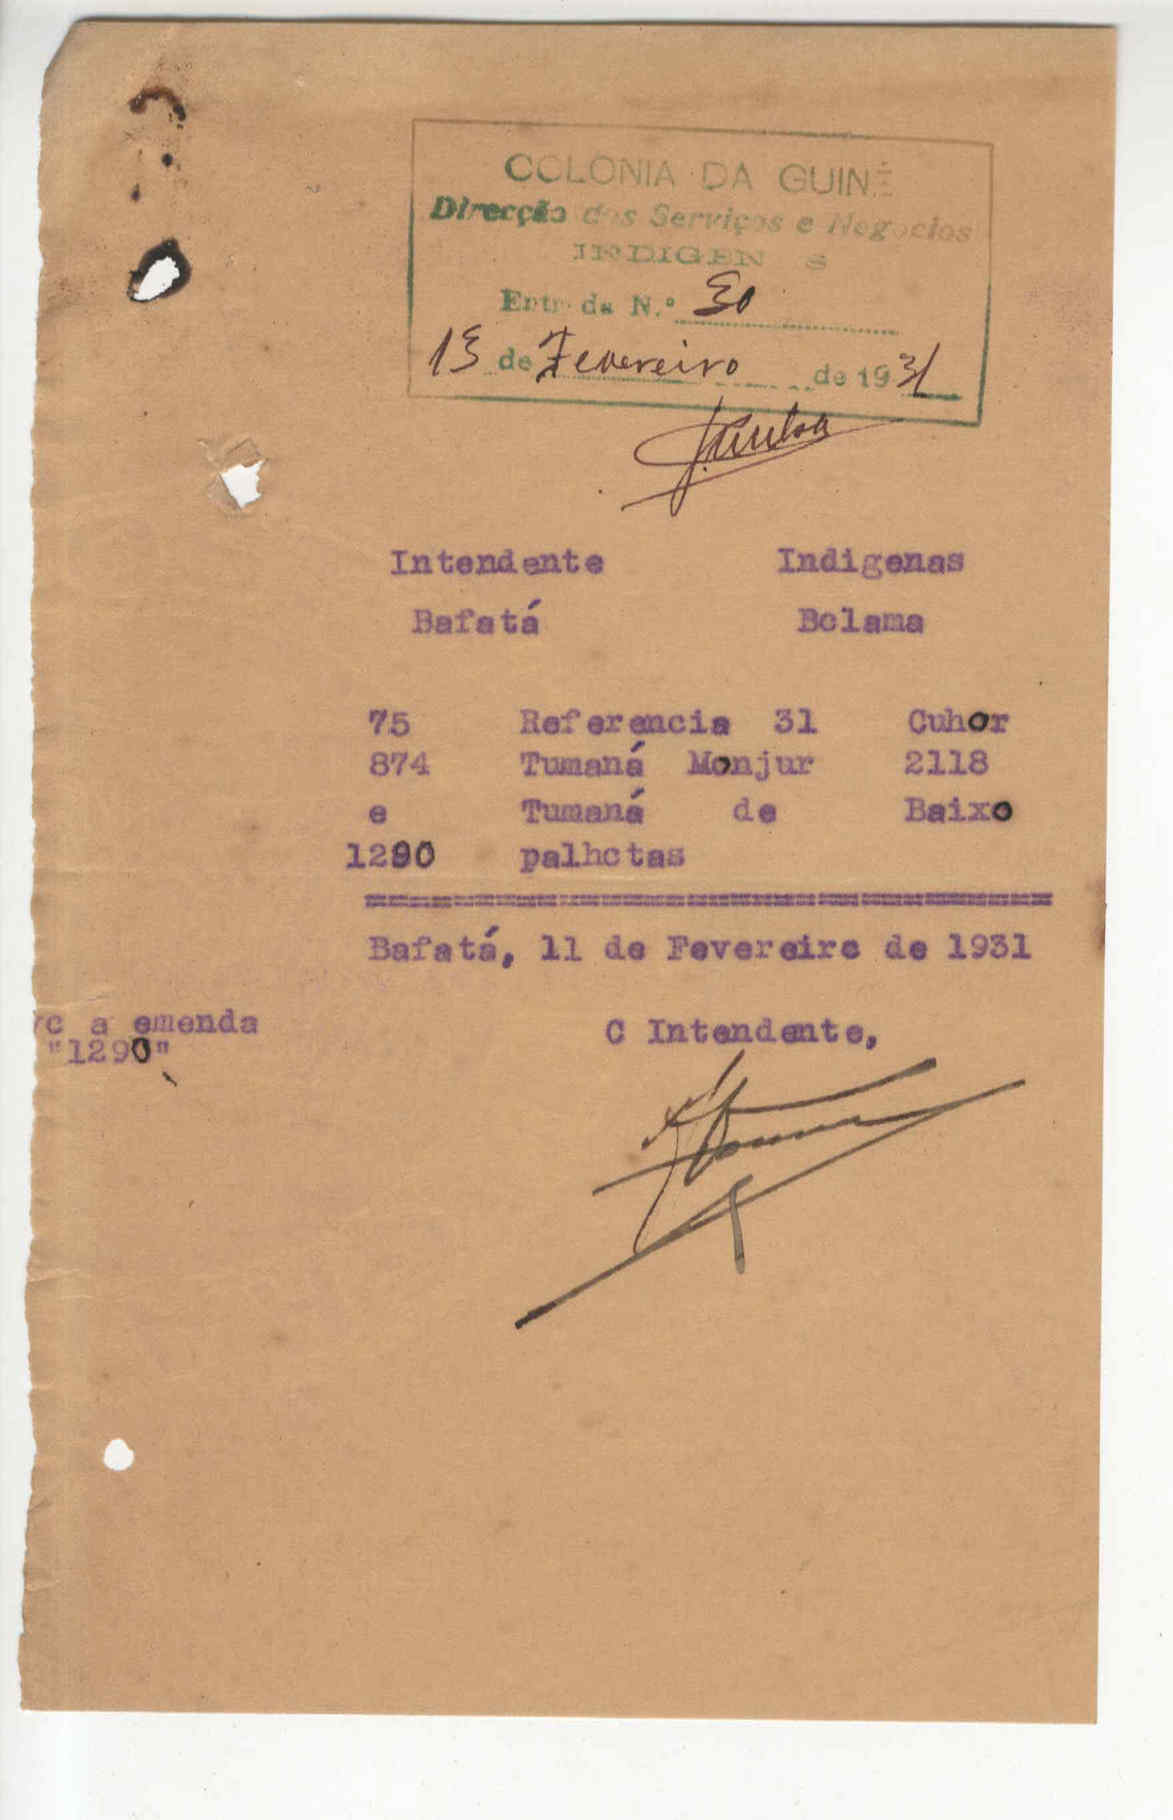 COLONIA DA GUINÉ
Direcção dos Serviços e Negocios
INDIGENAS
Entrada N.º 30
13 de Fevereiro de 1931
Intendente Indigenas
Bafatá Bolama
75 Referencia 31 Cuhor
874 Tumaná Monjur 2118
e Tumaná de Baixo
1290 palhotas
Bafatá, 11 de Fevereiro de 1931
a emenda
"1290"
O Intendente,